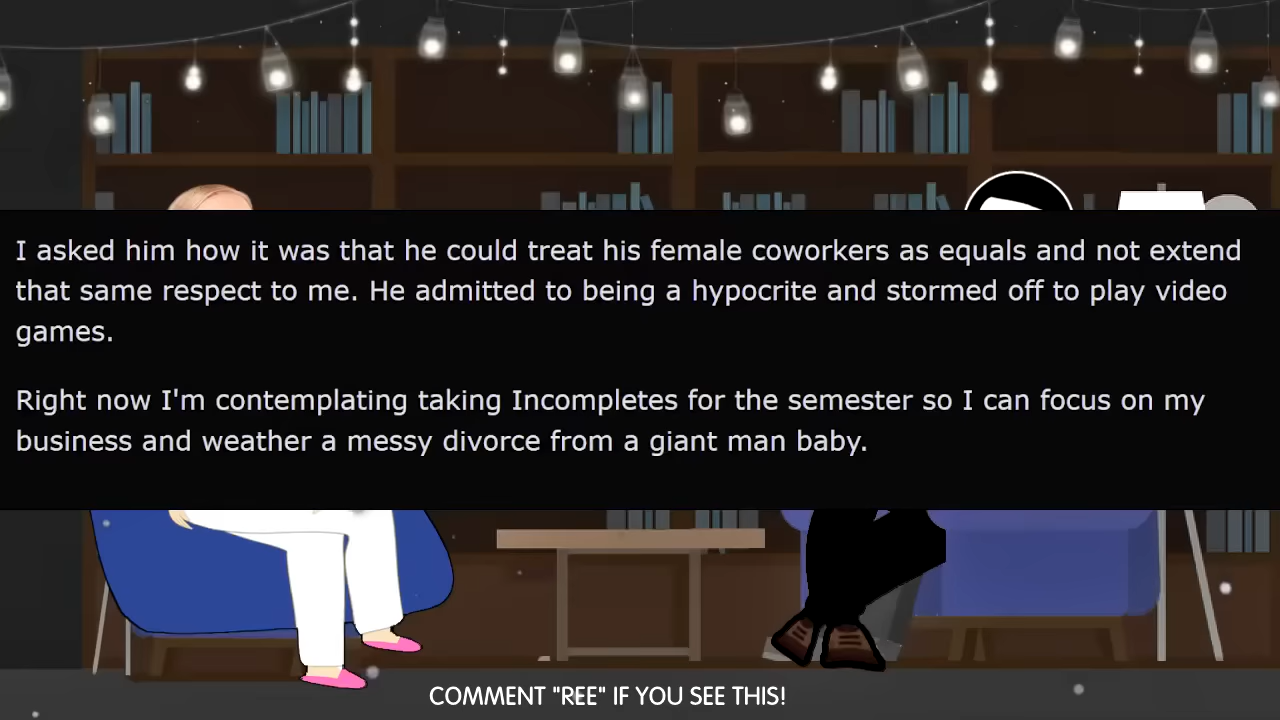 I asked him how it was that he could treat his female coworkers as equals and not extend
that same respect to me. He admitted to being a hypocrite and stormed off to play video
games.
Right now I'm contemplating taking Incompletes for the semester so I can focus on my
business and weather a messy divorce from a giant man baby.
COMMENT "REE" IF YOU SEE THIS!